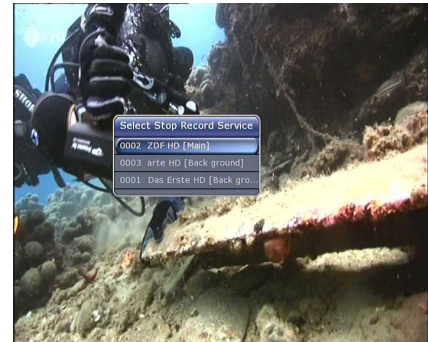 Select Stop Record Service
0002 ZDF HD [Main]
0003 arte HD [Back ground]
0001 Das Erste HD [Back gro...